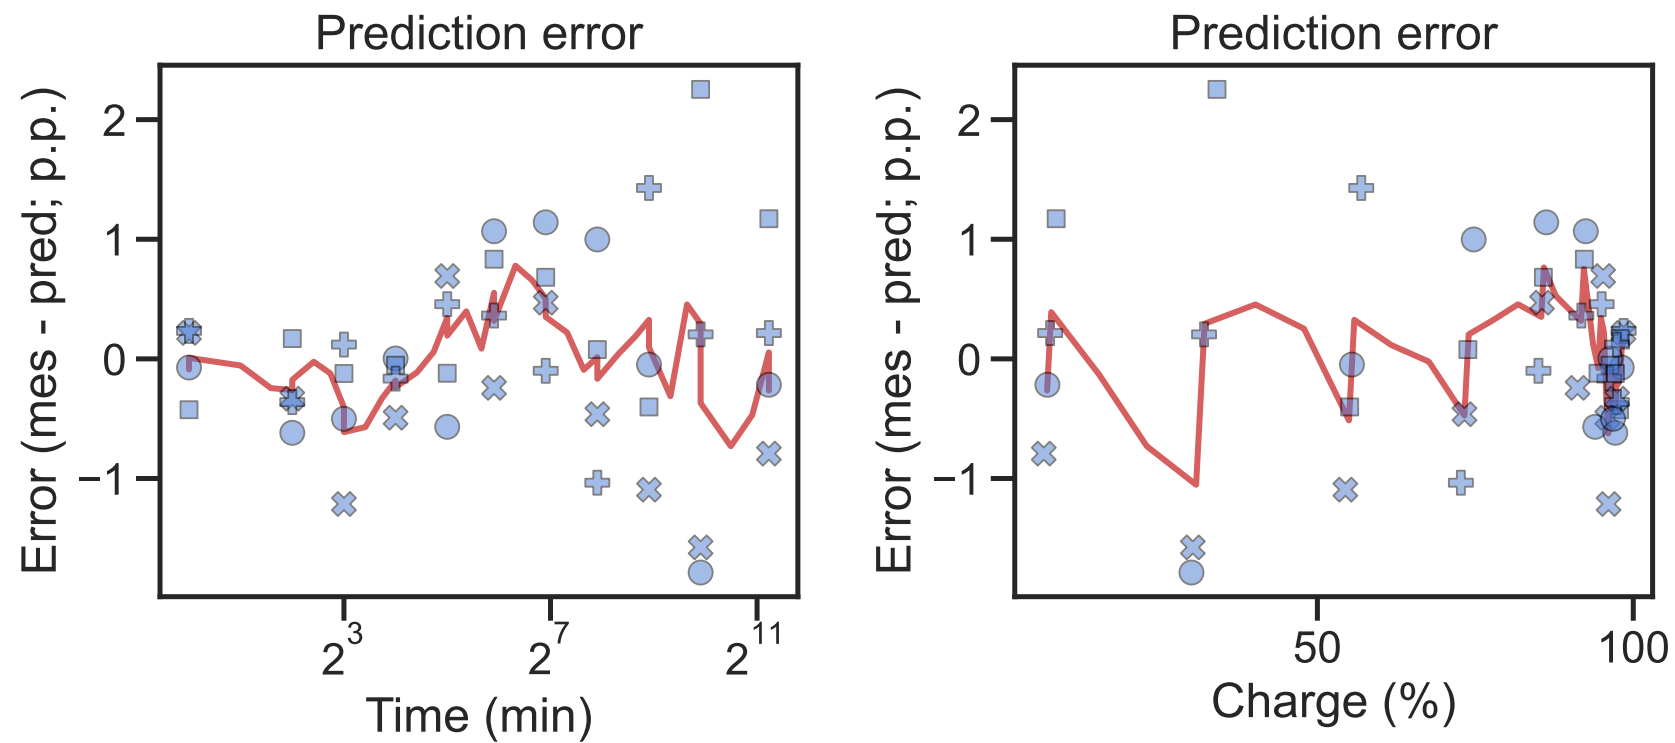 Prediction error
Error (mes - pred; p.p.)
2
1
0
−1
2^3
2^7
2^11
Time (min)
Prediction error
Error (mes - pred; p.p.)
2
1
0
−1
50
100
Charge (%)